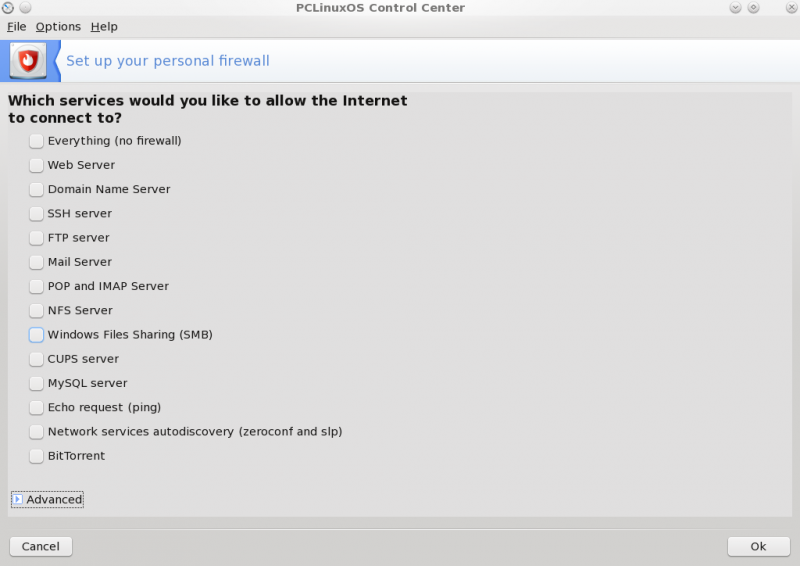 PCLinuxOS Control Center
File Options Help
Set up your personal firewall
Which services would you like to allow the Internet
to connect to?
Everything (no firewall)
Web Server
Domain Name Server
SSH server
FTP server
Mail Server
POP and IMAP Server
NFS Server
Windows Files Sharing (SMB)
CUPS server
MySQL server
Echo request (ping)
Network services autodiscovery (zeroconf and slp)
BitTorrent
Advanced
Cancel Ok